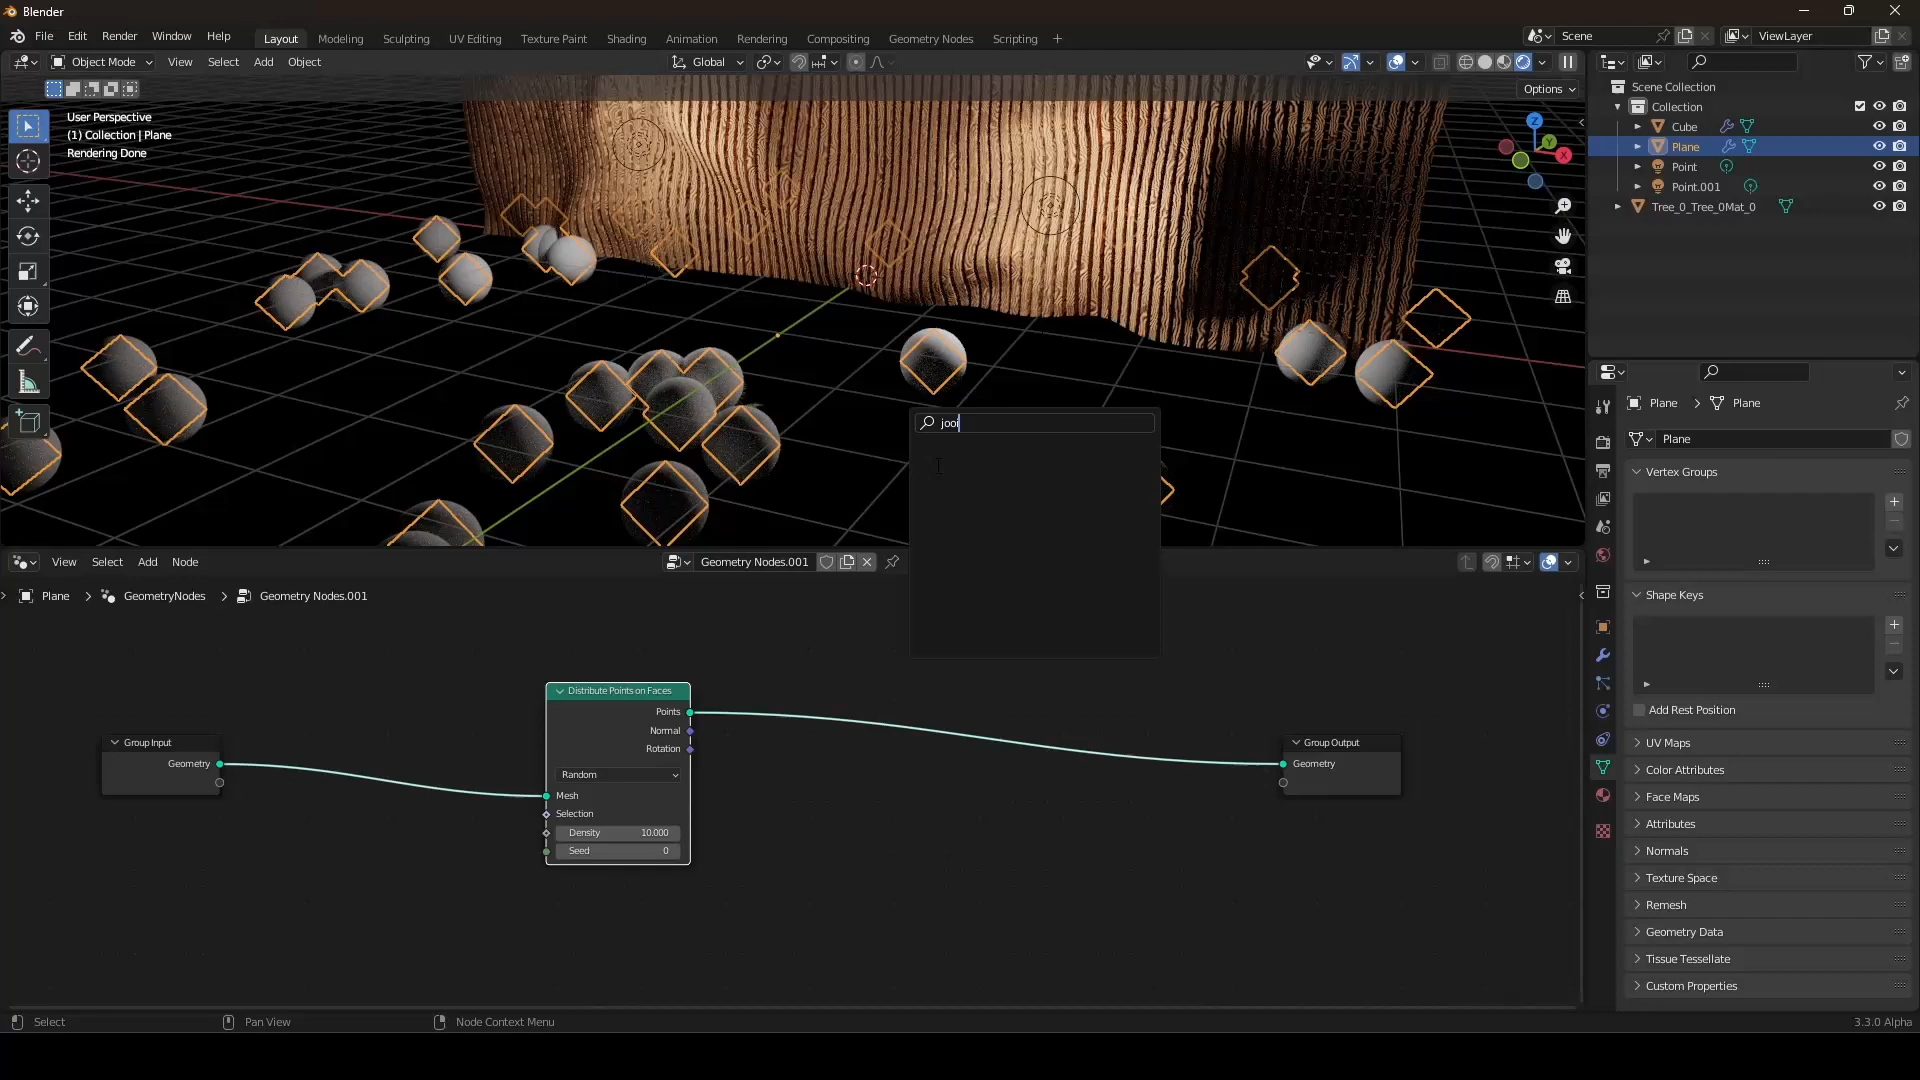 Blender
File Edit Render Window Help
Layout Modeling Sculpting UV Editing Texture Paint Shading Animation Rendering Compositing Geometry Nodes Scripting +
Scene
ViewLayer
Object Mode View Select Add Object
Global
Options
User Perspective
(1) Collection | Plane
Rendering Done
Z
Y
X
Scene Collection
Collection
Cube
Plane
Point
Point.001
Tree_0_Tree_0Mat_0
jooi
Plane > Plane
Plane
Vertex Groups
Shape Keys
Add Rest Position
UV Maps
Color Attributes
Face Maps
Attributes
Normals
Texture Space
Remesh
Geometry Data
Tissue Tessellate
Custom Properties
View Select Add Node
Geometry Nodes.001
Plane > GeometryNodes > Geometry Nodes.001
Group Input
Geometry
Distribute Points on Faces
Points
Normal
Rotation
Random
Mesh
Selection
Density 10.000
Seed 0
Group Output
Geometry
Select
Pan View
Node Context Menu
3.3.0 Alpha